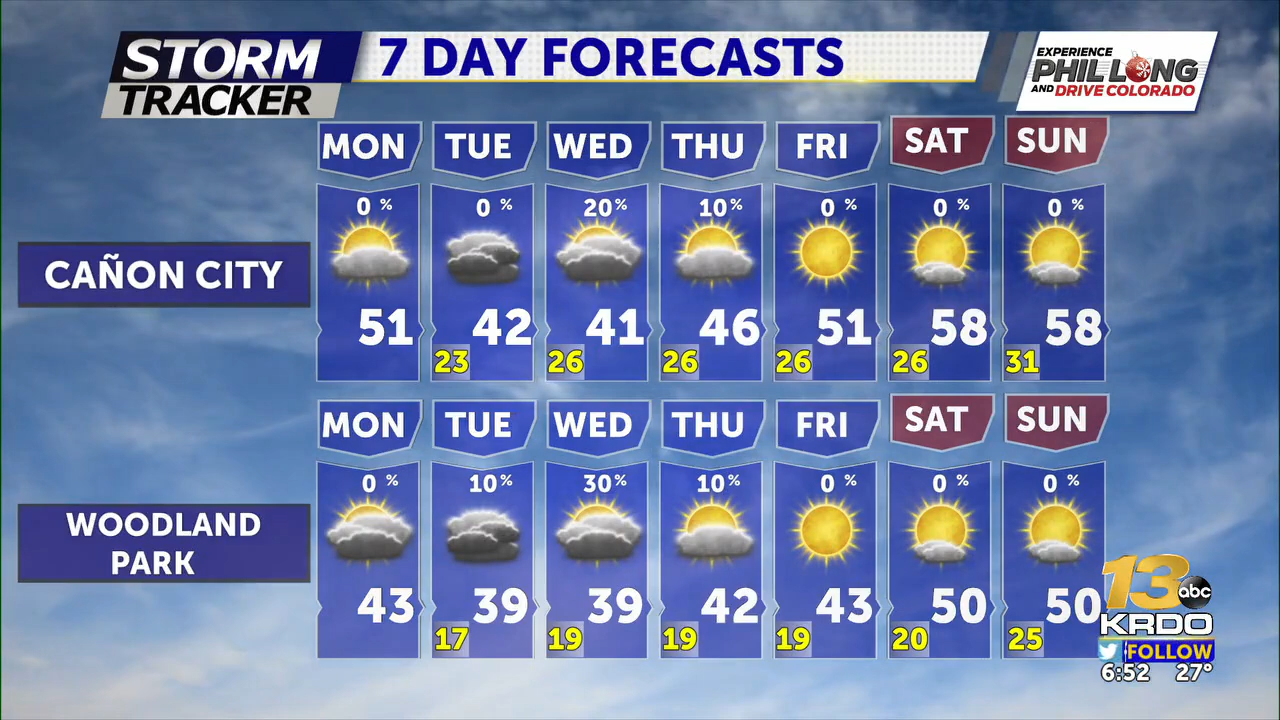 STORM TRACKER
7 DAY FORECASTS
EXPERIENCE
PHIL LONG
AND DRIVE COLORADO
MON TUE WED THU FRI SAT SUN
0 % 0 % 20% 10% 0 % 0 % 0 %
CAÑON CITY
51 42 41 46 51 58 58
23 26 26 26 26 31
MON TUE WED THU FRI SAT SUN
0 % 10% 30% 10% 0 % 0 % 0 %
WOODLAND
PARK
43 39 39 42 43 50 50
17 19 19 19 20 25
13 abc
KRDO
FOLLOW
6:52 27°